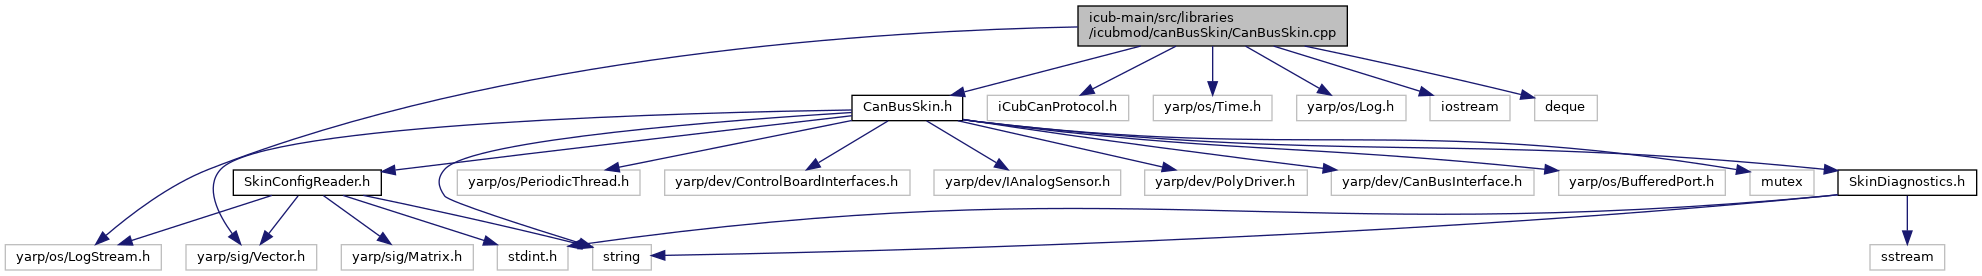 icub-main/src/libraries
/icubmod/canBusSkin/CanBusSkin.cpp
CanBusSkin.h
iCubCanProtocol.h
yarp/os/Time.h
yarp/os/Log.h
iostream
deque
SkinConfigReader.h
yarp/os/PeriodicThread.h
yarp/dev/ControlBoardInterfaces.h
yarp/dev/IAnalogSensor.h
yarp/dev/PolyDriver.h
yarp/dev/CanBusInterface.h
yarp/os/BufferedPort.h
mutex
SkinDiagnostics.h
yarp/os/LogStream.h
yarp/sig/Vector.h
yarp/sig/Matrix.h
stdint.h
string
sstream